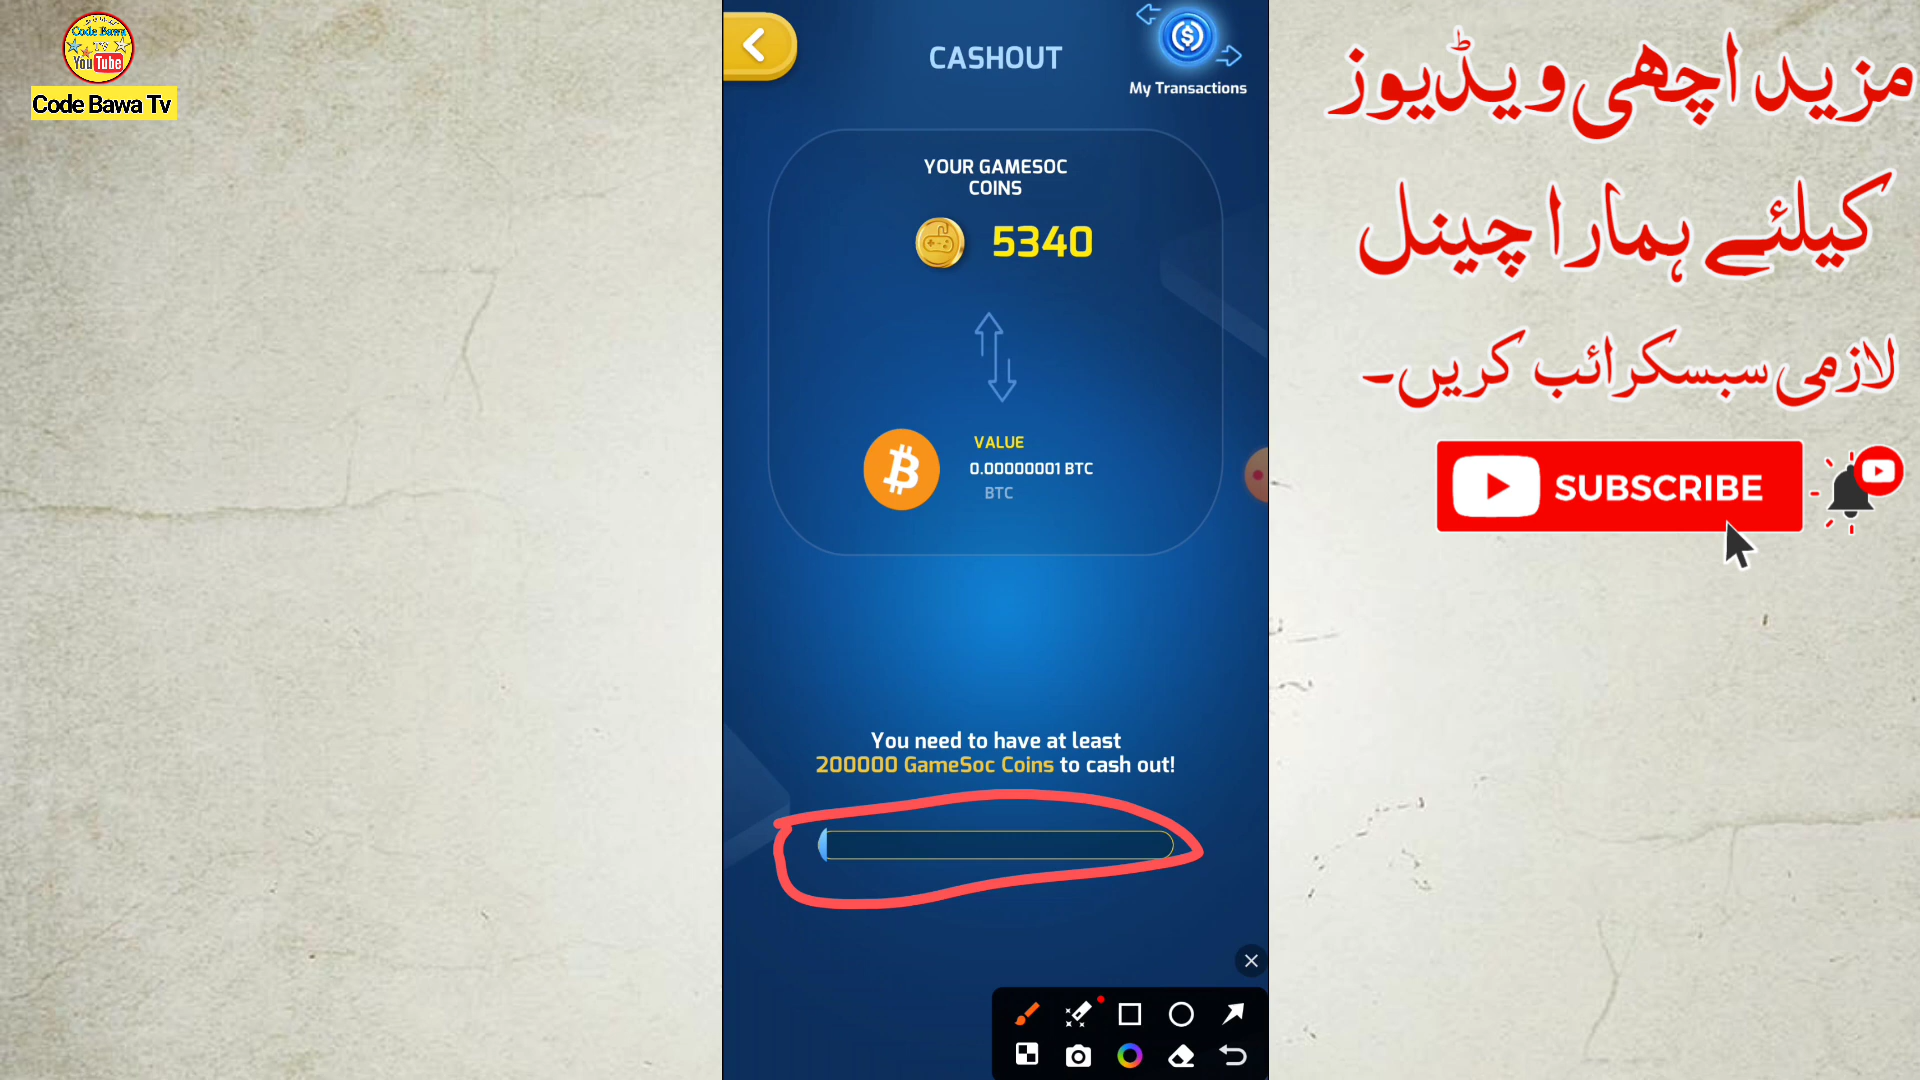 Code Bawa
TV
YouTube
Code Bawa Tv
CASHOUT
My Transactions
YOUR GAMESOC
COINS
5340
VALUE
0.00000001 BTC
BTC
You need to have at least
200000 GameSoc Coins to cash out!
مزید اچھی ویڈیوز
کیلئے ہمارا چینل
لازمی سبسکرائب کریں۔
SUBSCRIBE